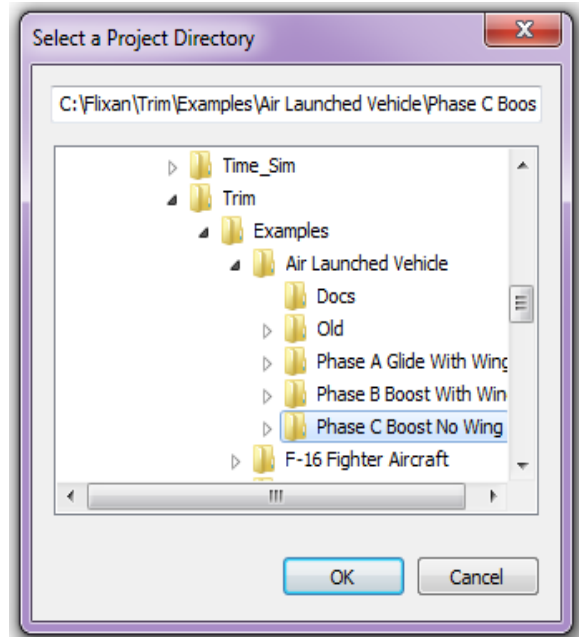 Select a Project Directory
C:\Flixan\Trim\Examples\Air Launched Vehicle\Phase C Boos
Time_Sim
Trim
Examples
Air Launched Vehicle
Docs
Old
Phase A Glide With Wing
Phase B Boost With Win
Phase C Boost No Wing
F-16 Fighter Aircraft
OK Cancel